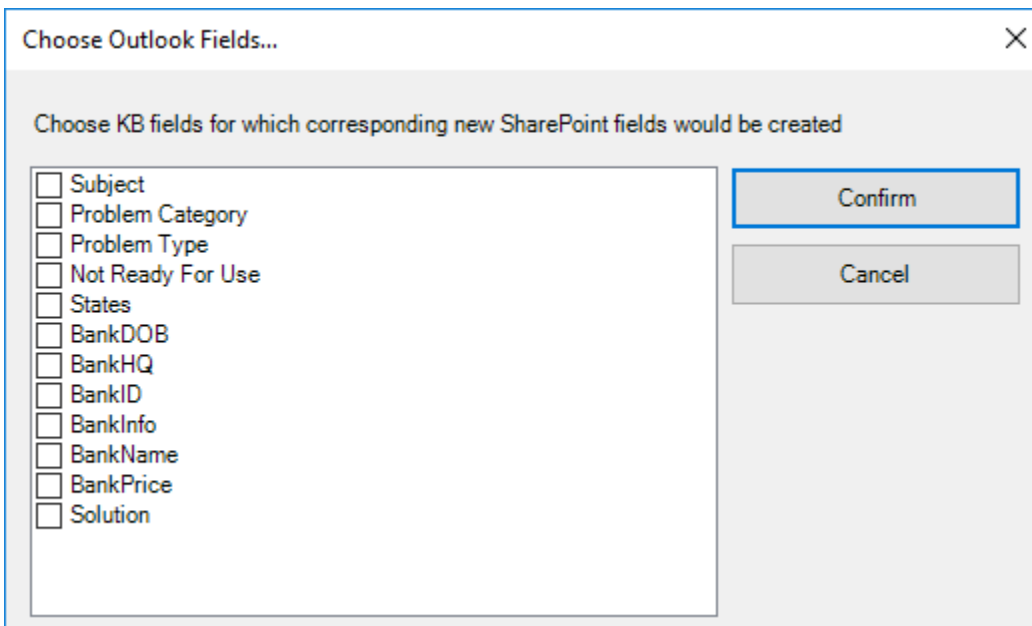 Choose Outlook Fields...
Choose KB fields for which corresponding new SharePoint fields would be created
Subject
Problem Category
Problem Type
Not Ready For Use
States
BankDOB
BankHQ
BankID
BankInfo
BankName
BankPrice
Solution
Confirm
Cancel